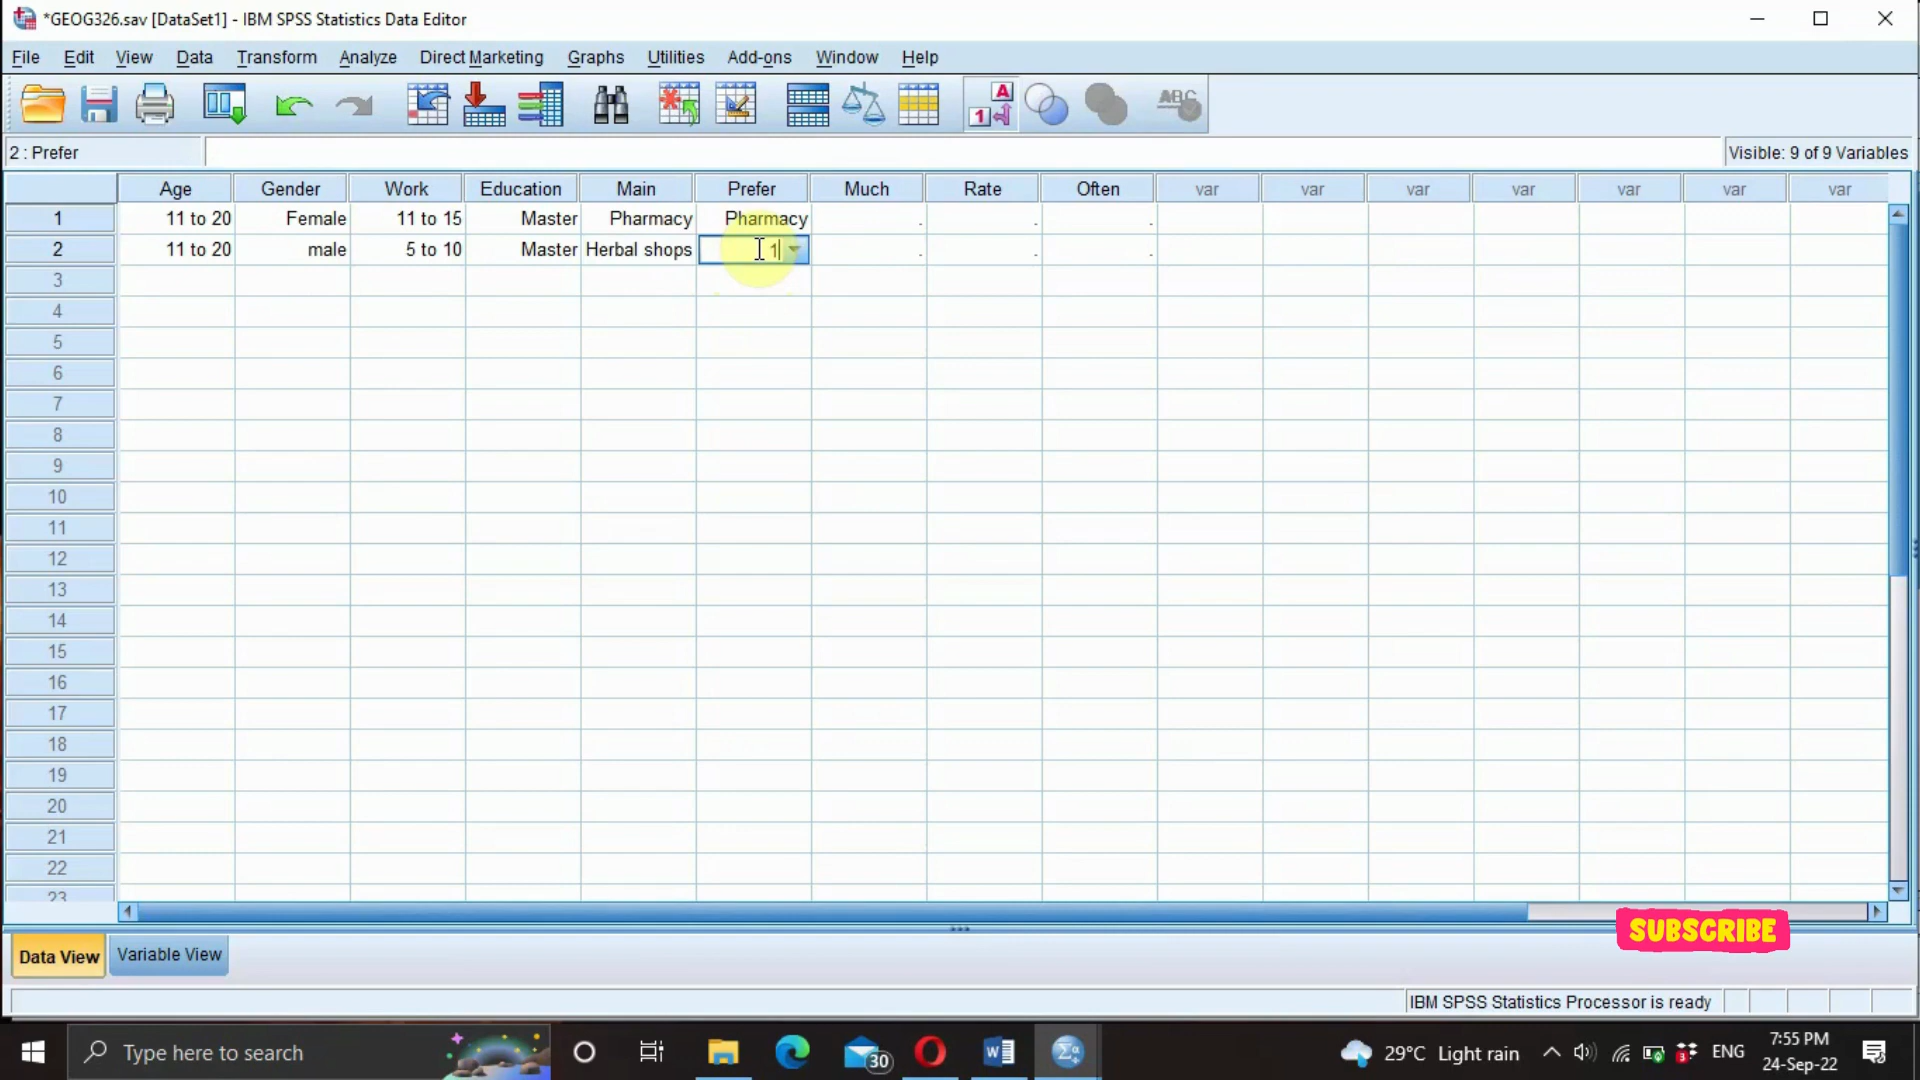 *GEOG326.sav [DataSet1] - IBM SPSS Statistics Data Editor
File Edit View Data Transform Analyze Direct Marketing Graphs Utilities Add-ons Window Help
A
1
ABC
2 : Prefer
Visible: 9 of 9 Variables
Age Gender Work Education Main Prefer Much Rate Often var var var var var var var
1 11 to 20 Female 11 to 15 Master Pharmacy Pharmacy . . .
2 11 to 20 male 5 to 10 Master Herbal shops 1 . . .
3
4
5
6
7
8
9
10
11
12
13
14
15
16
17
18
19
20
21
22
23
SUBSCRIBE
Data View Variable View
IBM SPSS Statistics Processor is ready
Type here to search
30
29°C Light rain
3
ENG
7:55 PM
24-Sep-22